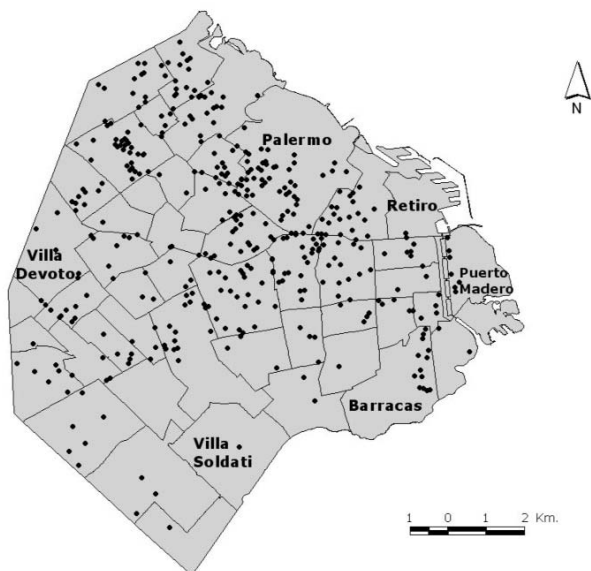 Palermo
N
Retiro
Villa
Devoto
Puerto
Madero
Barracas
Villa
Soldati
1 0 1 2 Km.